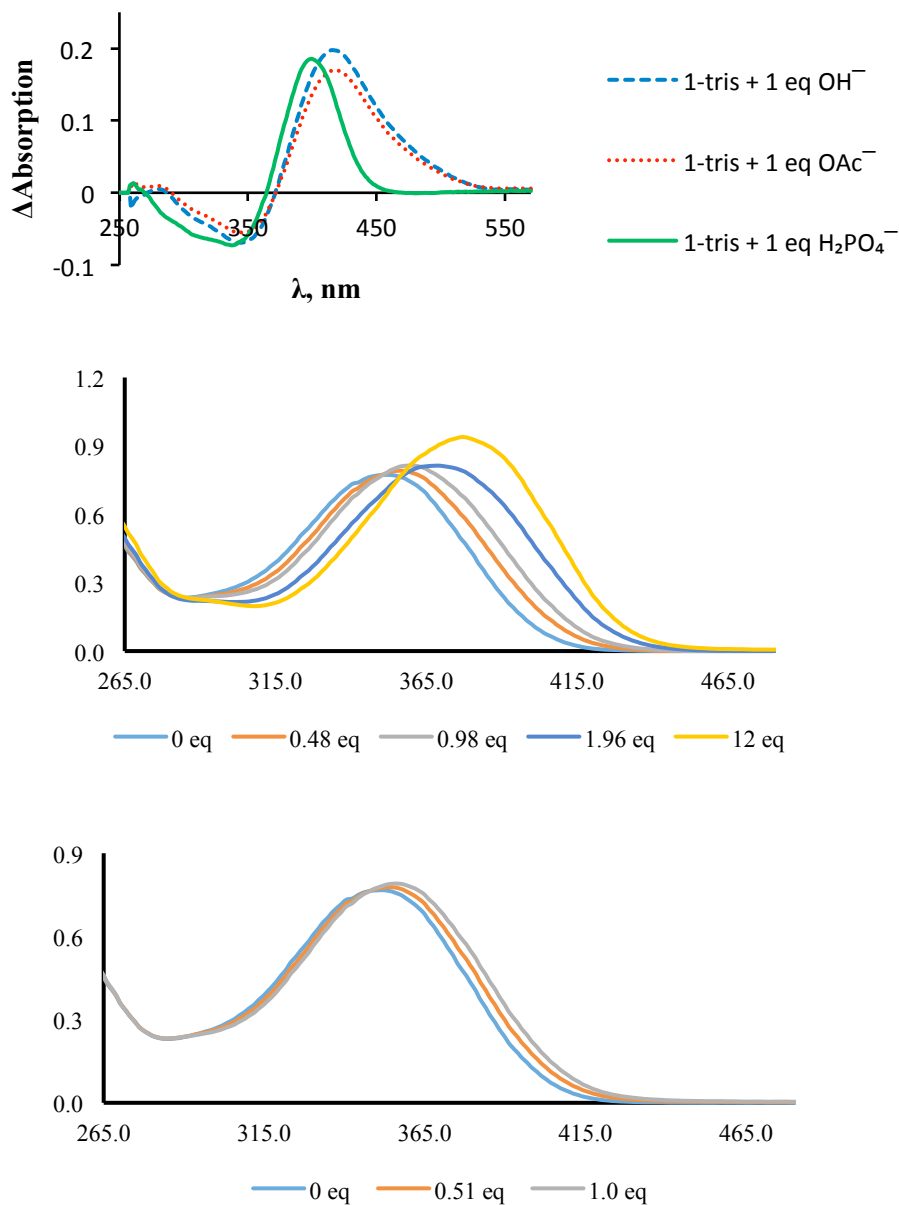 ΔAbsorption
0.2
0.1
0
-0.1
250
350
450
550
λ, nm
1-tris + 1 eq OH⁻
1-tris + 1 eq OAc⁻
1-tris + 1 eq H₂PO₄⁻
1.2
0.9
0.6
0.3
0.0
265.0 315.0 365.0 415.0 465.0
0 eq 0.48 eq 0.98 eq 1.96 eq 12 eq
0.9
0.6
0.3
0.0
265.0 315.0 365.0 415.0 465.0
0 eq 0.51 eq 1.0 eq